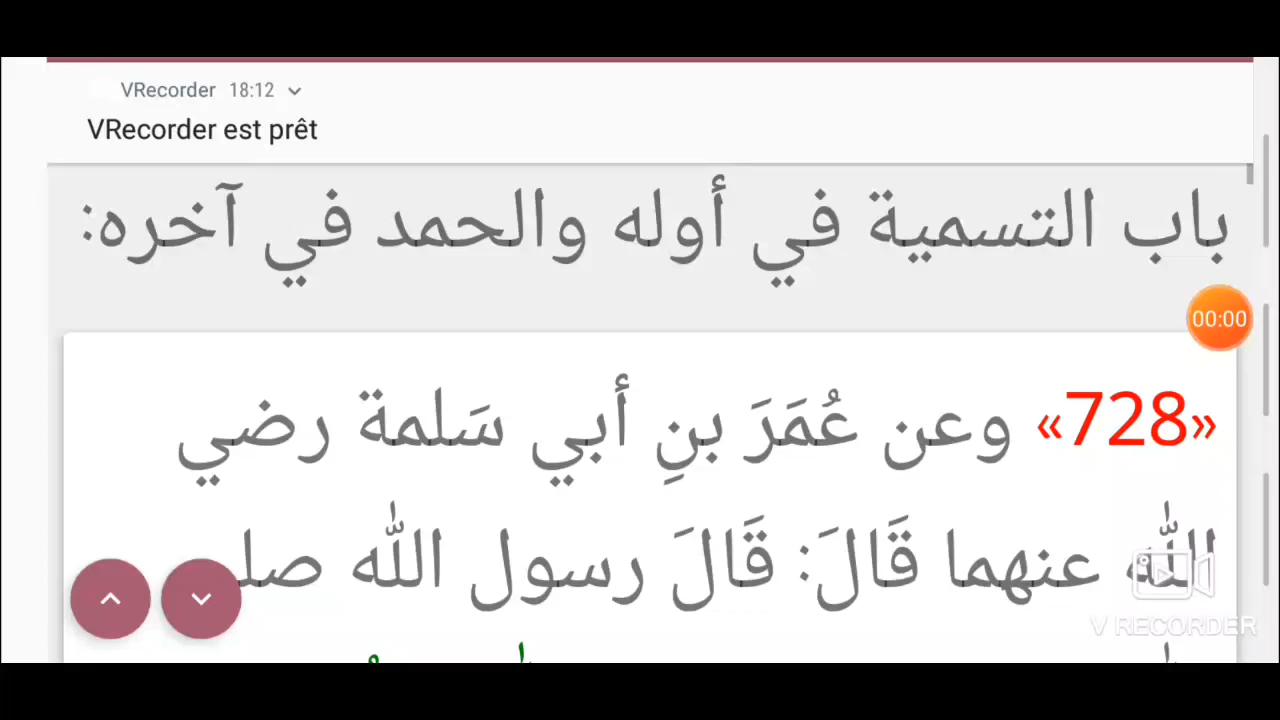 VRecorder 18:12
VRecorder est prêt
باب التسمية في أوله والحمد في آخره:
00:00
«728» وعن عُمَرَ بنِ أبي سَلمة رضي
الله عنهما قَالَ: قَالَ رسول الله صل
V RECORDER